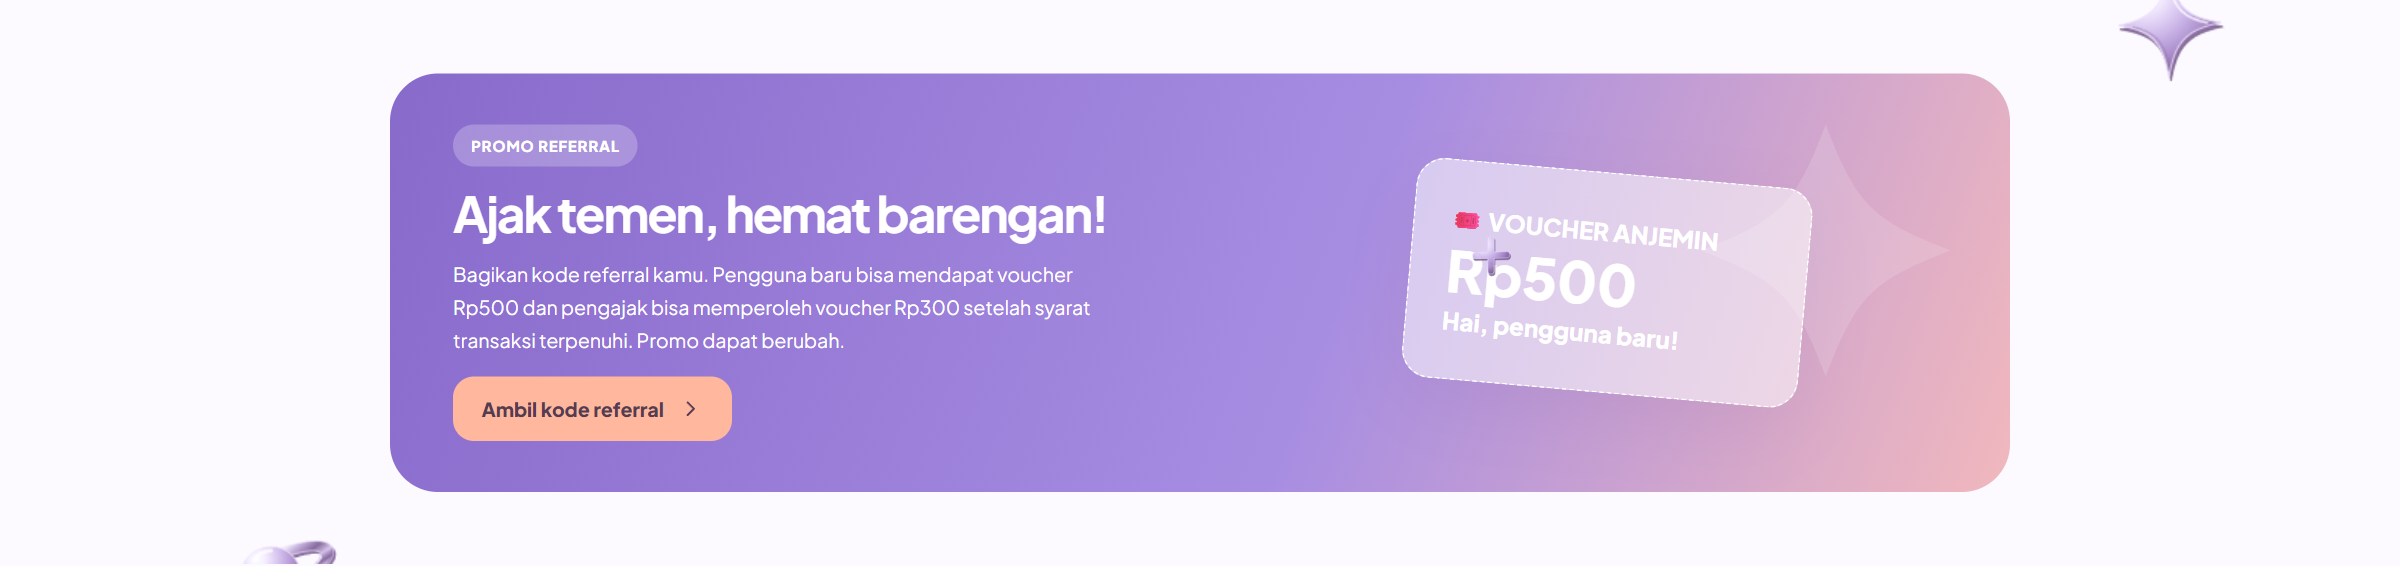 PROMO REFERRAL
Ajak temen, hemat barengan!
Bagikan kode referral kamu. Pengguna baru bisa mendapat voucher
Rp500 dan pengajak bisa memperoleh voucher Rp300 setelah syarat
transaksi terpenuhi. Promo dapat berubah.
Ambil kode referral
VOUCHER ANJEMIN
Rp500
Hai, pengguna baru!